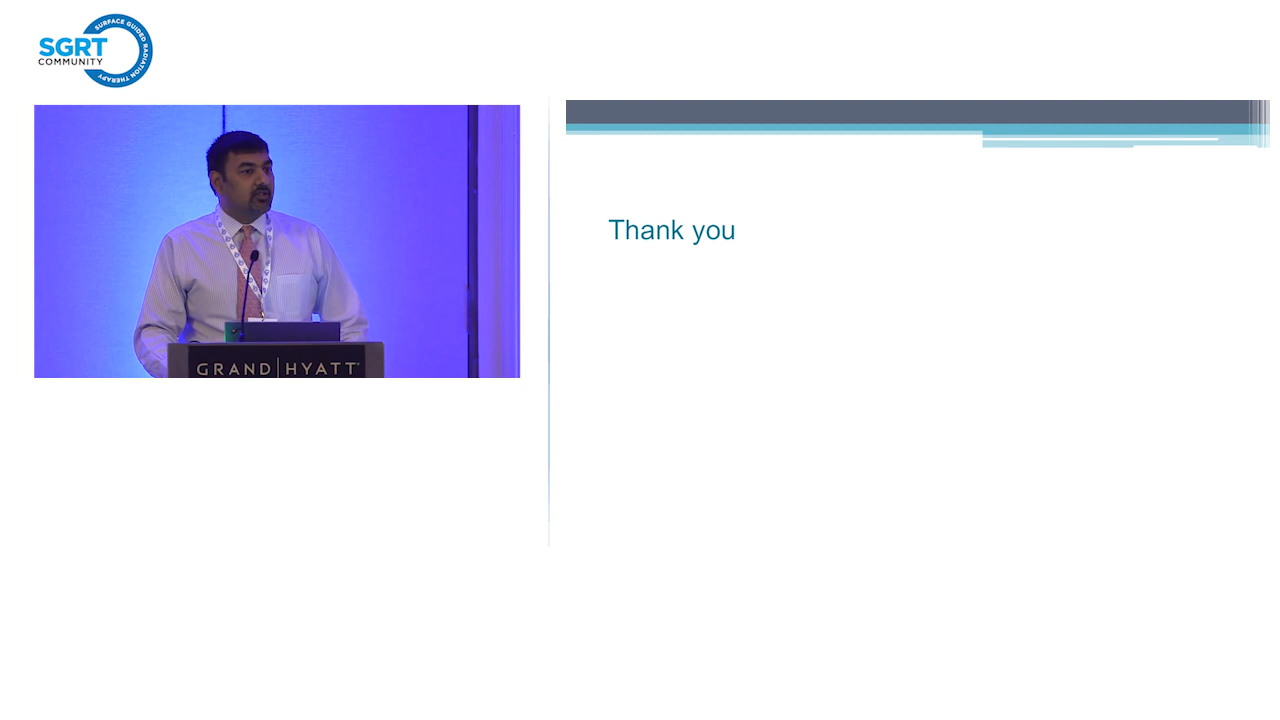 SGRT
COMMUNITY
SURFACE GUIDED RADIATION THERAPY
GRAND HYATT
Thank you